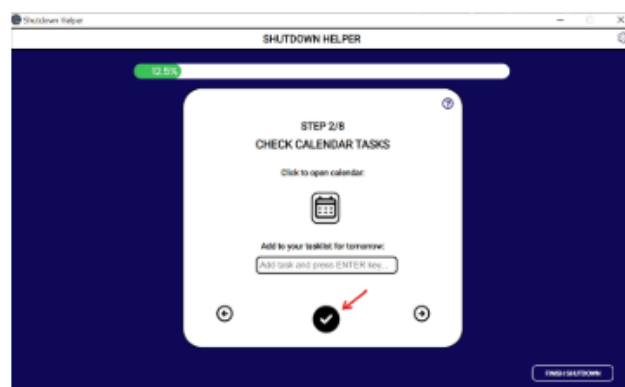 Shutdown Helper
SHUTDOWN HELPER
12.5%
STEP 2/8
CHECK CALENDAR TASKS
Click to open calendar:
Add to your tasklist for tomorrow:
Add task and press ENTER key...
FINISH SHUTDOWN